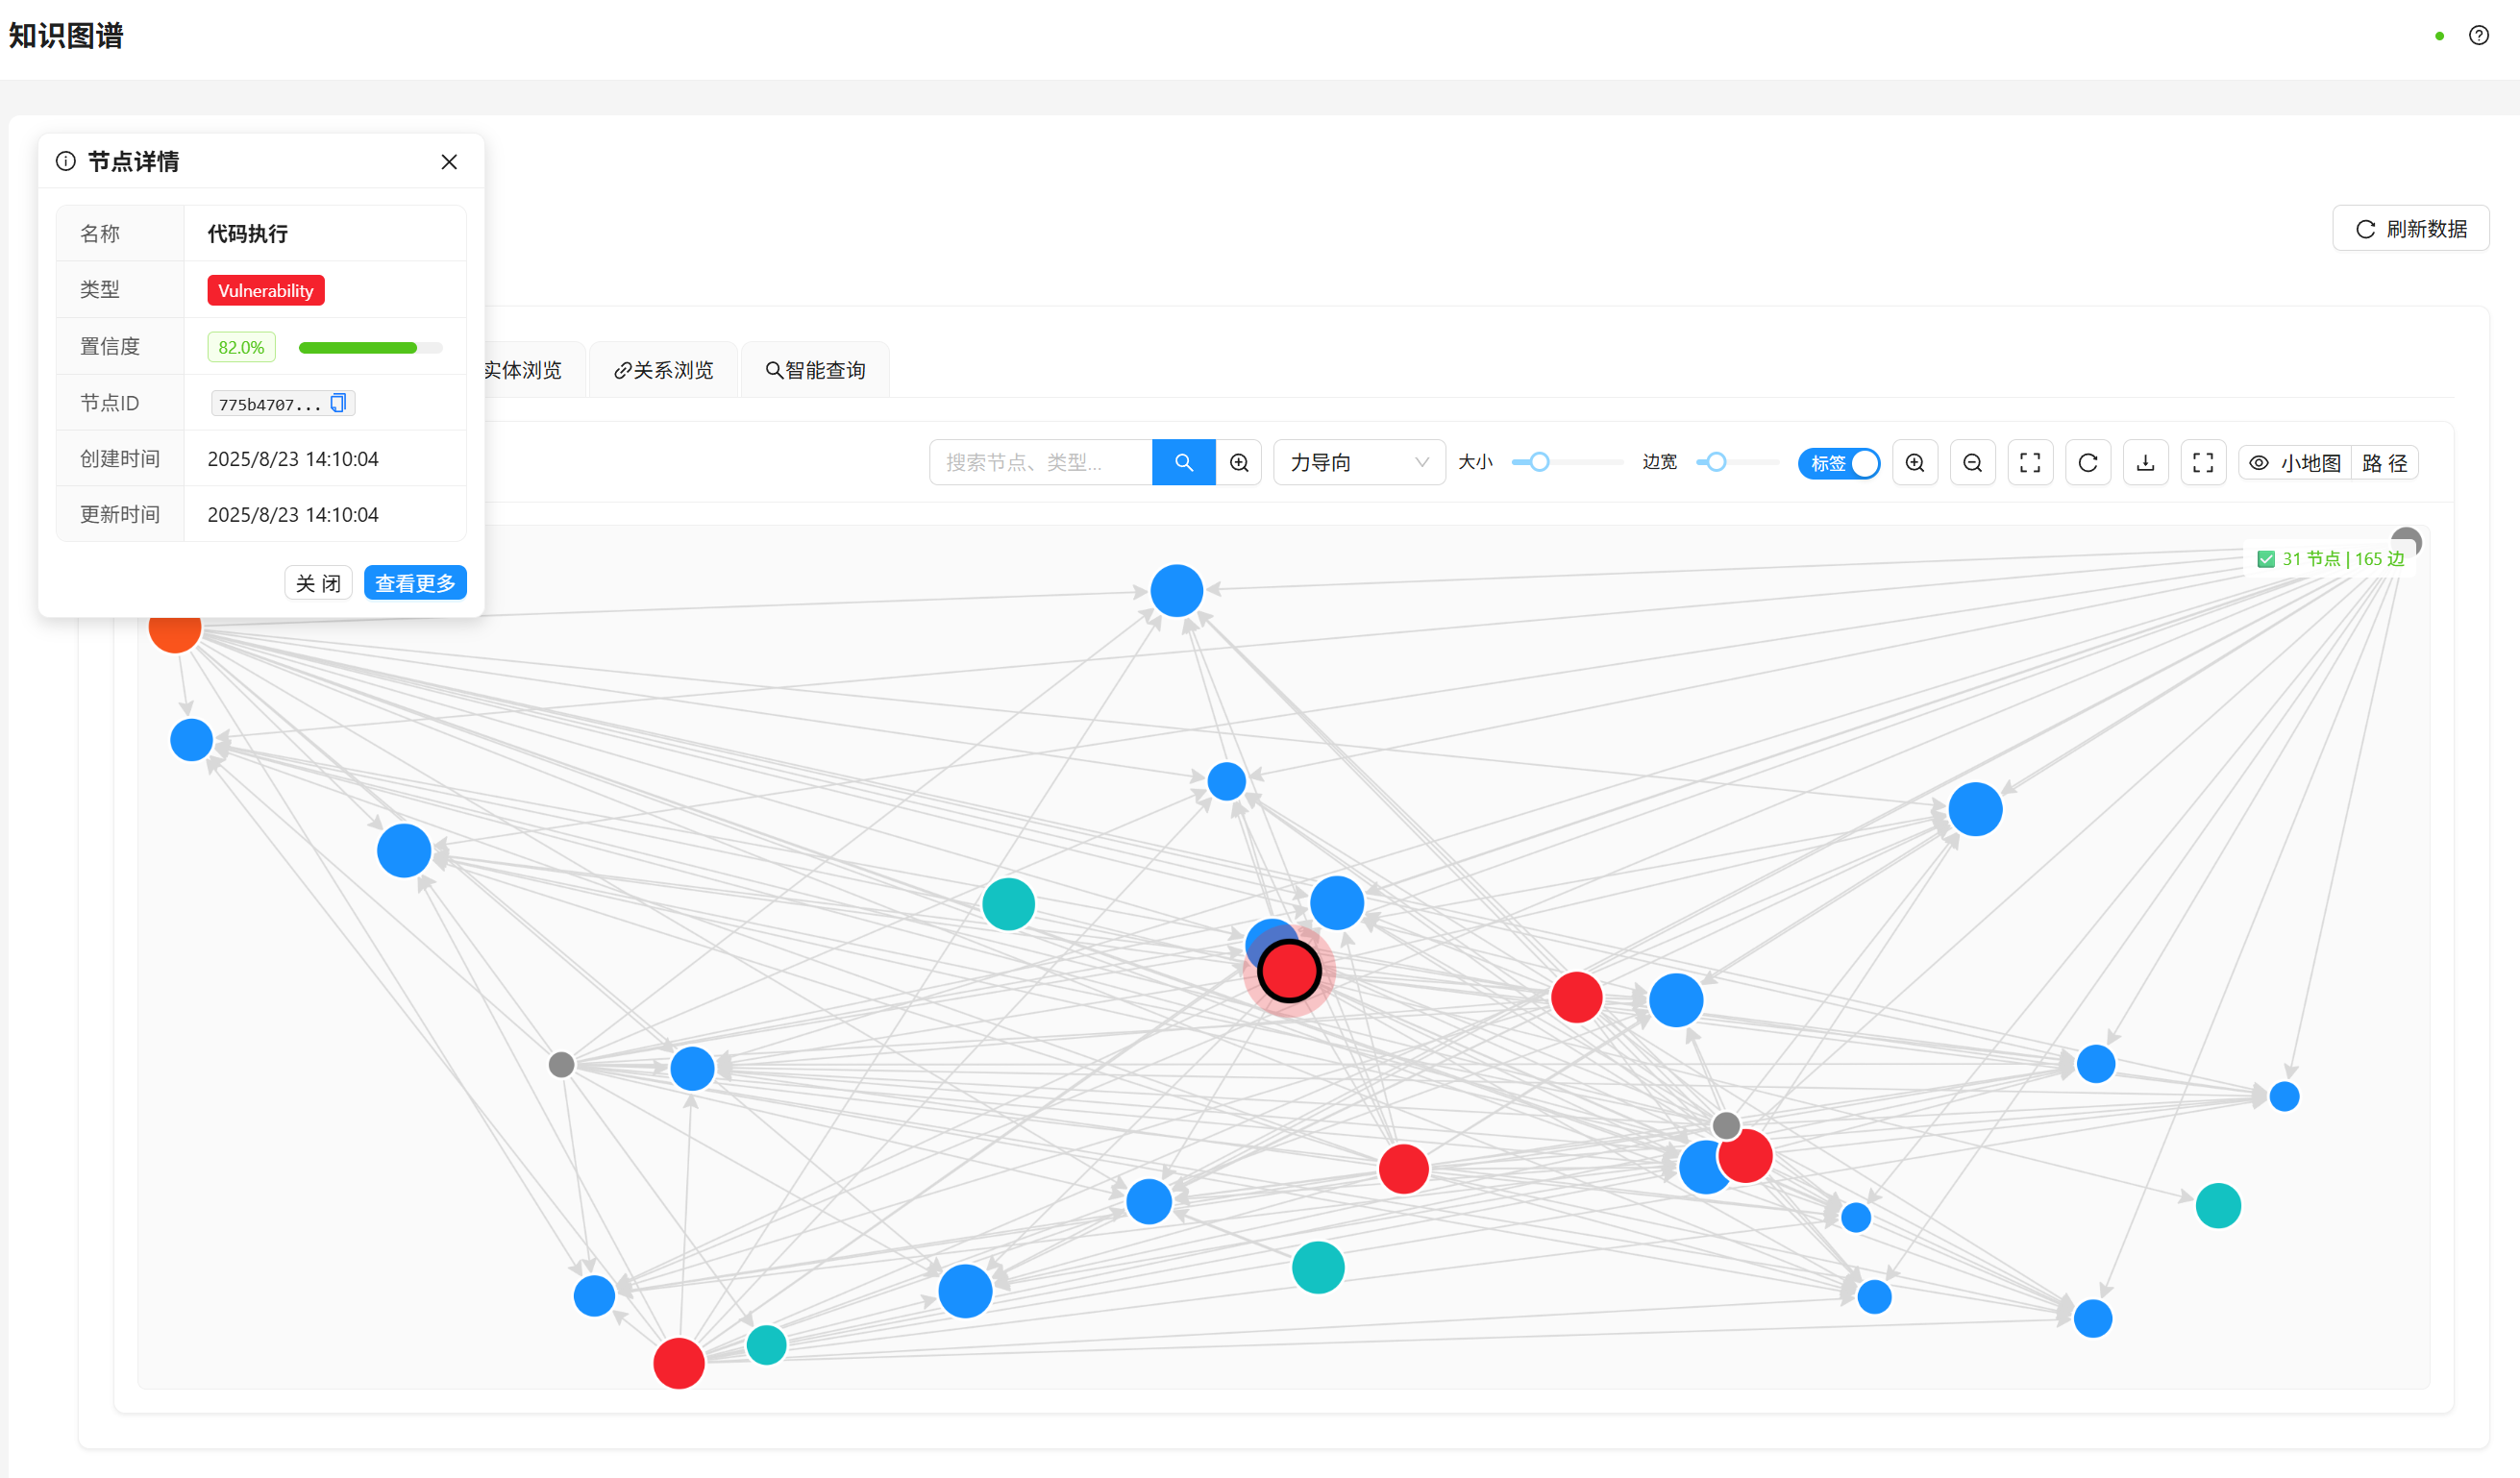 知识图谱
节点详情
名称 代码执行
类型 Vulnerability
置信度 82.0%
节点ID 775b4707...
创建时间 2025/8/23 14:10:04
更新时间 2025/8/23 14:10:04
关 闭 查看更多
刷新数据
实体浏览 关系浏览 智能查询
搜索节点、类型... 力导向 大小 边宽 标签 小地图 路 径
31 节点 | 165 边